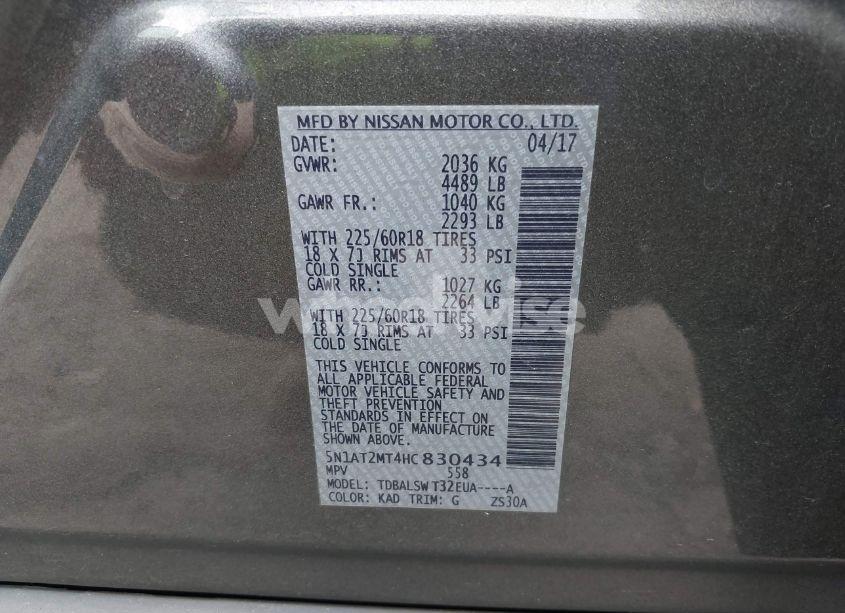 MFD BY NISSAN MOTOR CO., LTD.
DATE: 04/17
GVWR: 2036 KG
4489 LB
GAWR FR.: 1040 KG
2293 LB
WITH 225/60R18 TIRES
18 X 7J RIMS AT 33 PSI
COLD SINGLE
GAWR RR.: 1027 KG
2264 LB
WITH 225/60R18 TIRES
18 X 7J RIMS AT 33 PSI
COLD SINGLE
THIS VEHICLE CONFORMS TO
ALL APPLICABLE FEDERAL
MOTOR VEHICLE SAFETY AND
THEFT PREVENTION
STANDARDS IN EFFECT ON
THE DATE OF MANUFACTURE
SHOWN ABOVE.
5N1AT2MT4HC830434
MPV 558
MODEL: TDBALSW T32EUA----A
COLOR: KAD TRIM: G ZS30A